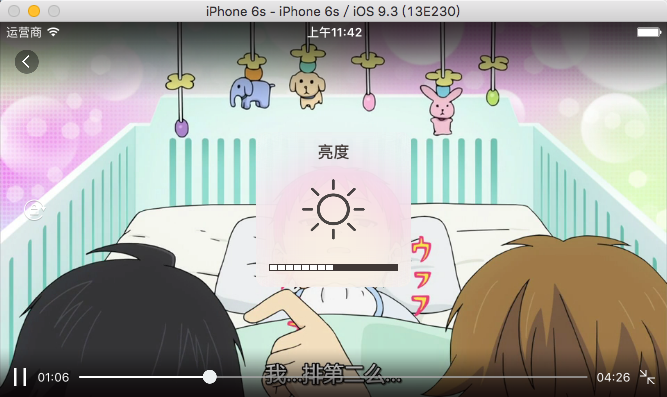 iPhone 6s - iPhone 6s / iOS 9.3 (13E230)
运营商 上午11:42
亮度
ウフフ
01:06 04:26
我...排第二么...